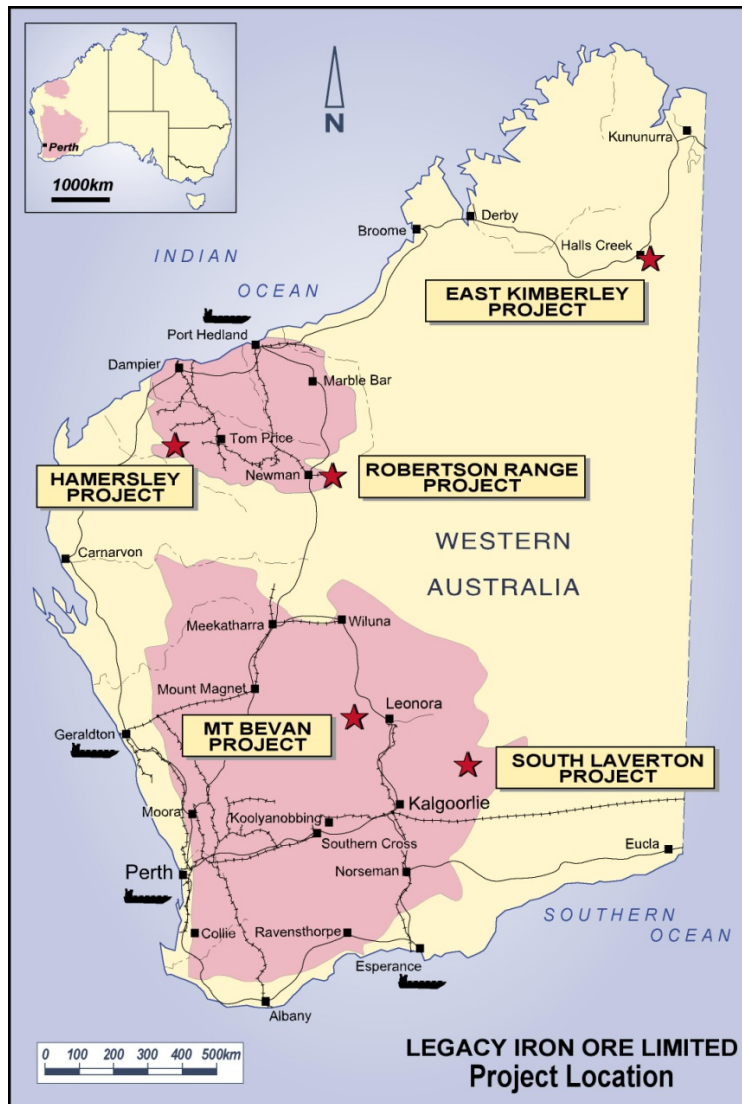 Perth
1000km
N
Kununurra
Derby
Broome
Halls Creek
INDIAN
OCEAN
EAST KIMBERLEY
PROJECT
Port Hedland
Dampier
Marble Bar
Tom Price
HAMERSLEY
PROJECT
Newman
ROBERTSON RANGE
PROJECT
WESTERN
AUSTRALIA
Carnarvon
Meekatharra
Wiluna
Mount Magnet
Leonora
MT BEVAN
PROJECT
Geraldton
SOUTH LAVERTON
PROJECT
Kalgoorlie
Moora
Koolyanobbing
Southern Cross
Eucla
Perth
Norseman
SOUTHERN
OCEAN
Collie
Ravensthorpe
Esperance
Albany
0 100 200 300 400 500km
LEGACY IRON ORE LIMITED
Project Location